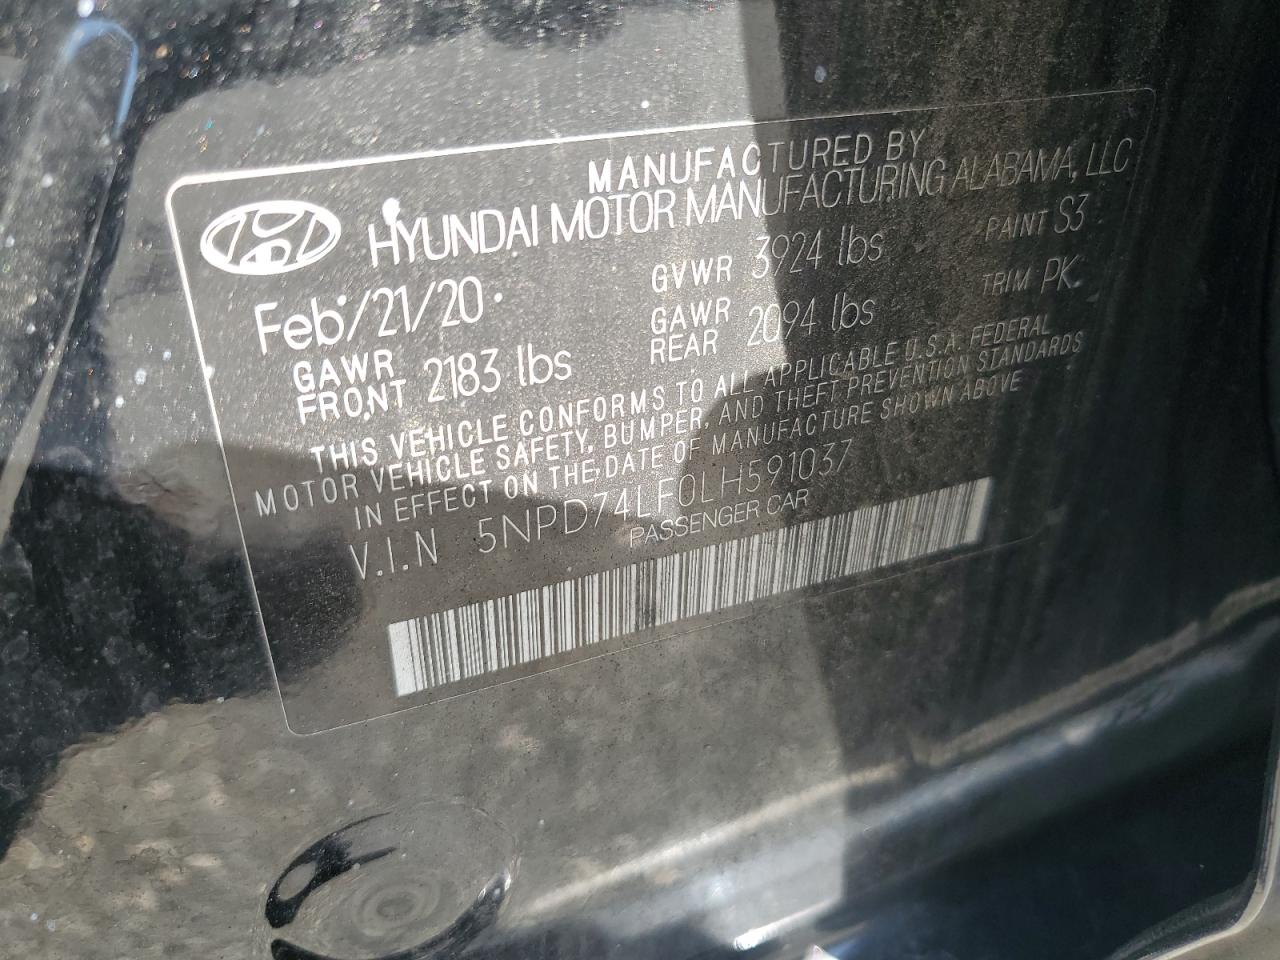 MANUFACTURED BY
HYUNDAI MOTOR MANUFACTURING ALABAMA, LLC
Feb/21/20 GVWR 3924 lbs PAINT S3
GAWR FRONT 2183 lbs GAWR REAR 2094 lbs TRIM PK
THIS VEHICLE CONFORMS TO ALL APPLICABLE U.S.A. FEDERAL
MOTOR VEHICLE SAFETY, BUMPER, AND THEFT PREVENTION STANDARDS
IN EFFECT ON THE DATE OF MANUFACTURE SHOWN ABOVE
V.I.N 5NPD74LF0LH591037
PASSENGER CAR